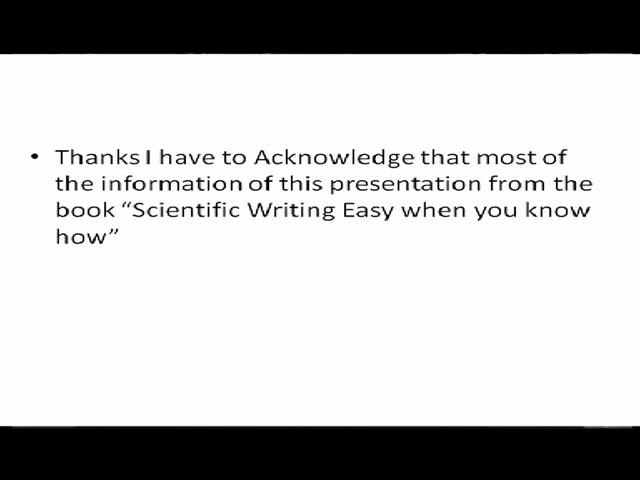 • Thanks I have to Acknowledge that most of
the information of this presentation from the
book “Scientific Writing Easy when you know
how”